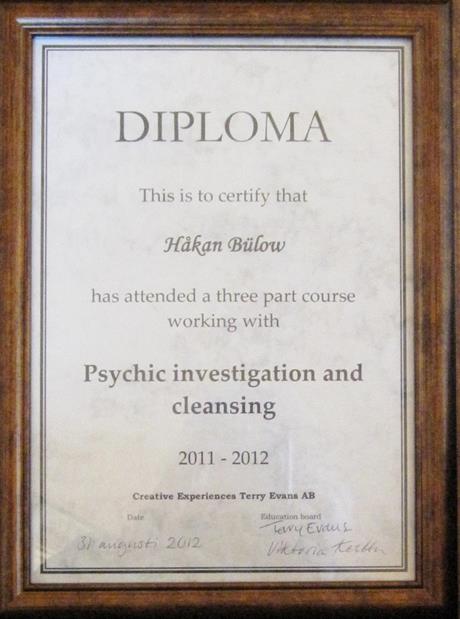 DIPLOMA
This is to certify that
Håkan Bülow
has attended a three part course
working with
Psychic investigation and
cleansing
2011 - 2012
Creative Experiences Terry Evans AB
Date Education board
Terry Evans
31 augusti 2012 Viktoria